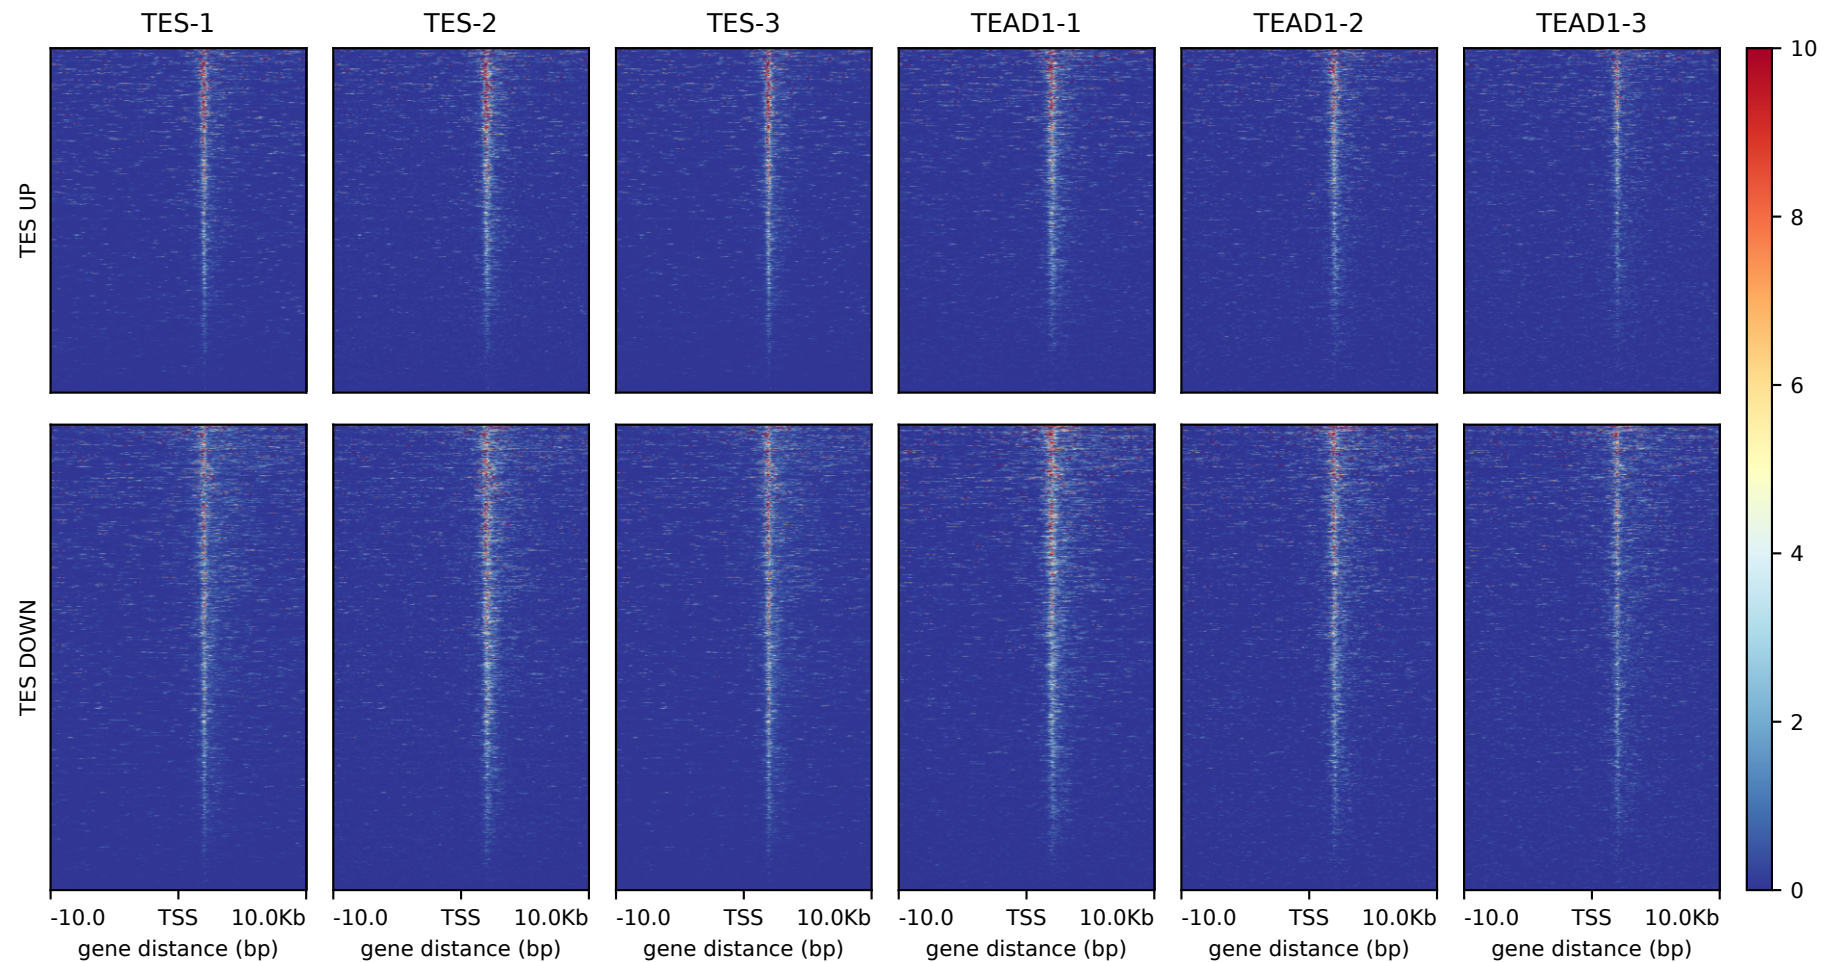 TES-1 TES-2 TES-3 TEAD1-1 TEAD1-2 TEAD1-3
10
8
TES UP
6
4
TES DOWN
2
0
-10.0 TSS 10.0Kb -10.0 TSS 10.0Kb -10.0 TSS 10.0Kb -10.0 TSS 10.0Kb -10.0 TSS 10.0Kb -10.0 TSS 10.0Kb
gene distance (bp) gene distance (bp) gene distance (bp) gene distance (bp) gene distance (bp) gene distance (bp)